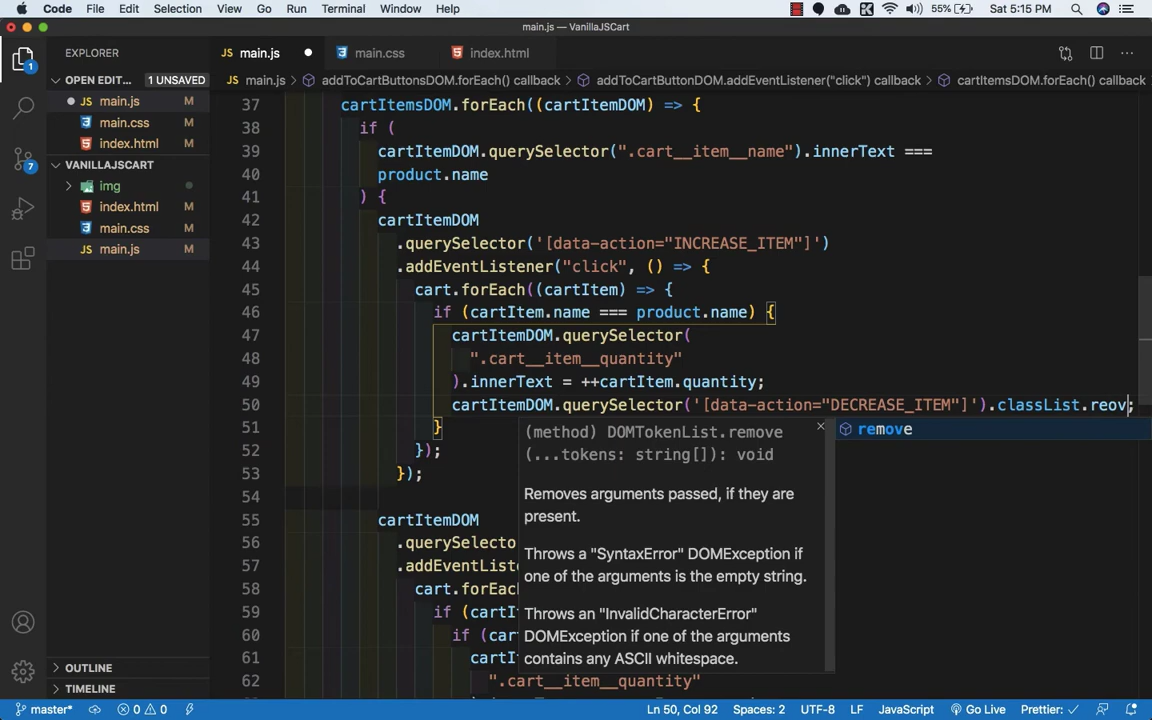 Code File Edit Selection View Go Run Terminal Window Help 55% Sat 5:15 PM
main.js — VanillaJSCart
EXPLORER
JS main.js main.css index.html
OPEN EDIT... 1 UNSAVED
JS main.js > addToCartButtonsDOM.forEach() callback > addToCartButtonDOM.addEventListener("click") callback > cartItemsDOM.forEach() callback
JS main.js M
main.css M
index.html M
VANILLAJSCART
img
index.html M
main.css M
JS main.js M
1
7
37 cartItemsDOM.forEach((cartItemDOM) => {
38 if (
39 cartItemDOM.querySelector(".cart__item__name").innerText ===
40 product.name
41 ) {
42 cartItemDOM
43 .querySelector('[data-action="INCREASE_ITEM"]')
44 .addEventListener("click", () => {
45 cart.forEach((cartItem) => {
46 if (cartItem.name === product.name) {
47 cartItemDOM.querySelector(
48 ".cart__item__quantity"
49 ).innerText = ++cartItem.quantity;
50 cartItemDOM.querySelector('[data-action="DECREASE_ITEM"]').classList.reov;
51 }
52 });
53 });
54
55 cartItemDOM
56 .querySelecto
57 .addEventListe
58 cart.forEach
59 if (cartI
60 if (car
61 cartI
62 ".cart__item__quantity"
(method) DOMTokenList.remove
(...tokens: string[]): void
Removes arguments passed, if they are
present.
Throws a "SyntaxError" DOMException if
one of the arguments is the empty string.
Throws an "InvalidCharacterError"
DOMException if one of the arguments
contains any ASCII whitespace.
remove
OUTLINE
TIMELINE
master* 0 0 Ln 50, Col 92 Spaces: 2 UTF-8 LF JavaScript Go Live Prettier: ✓